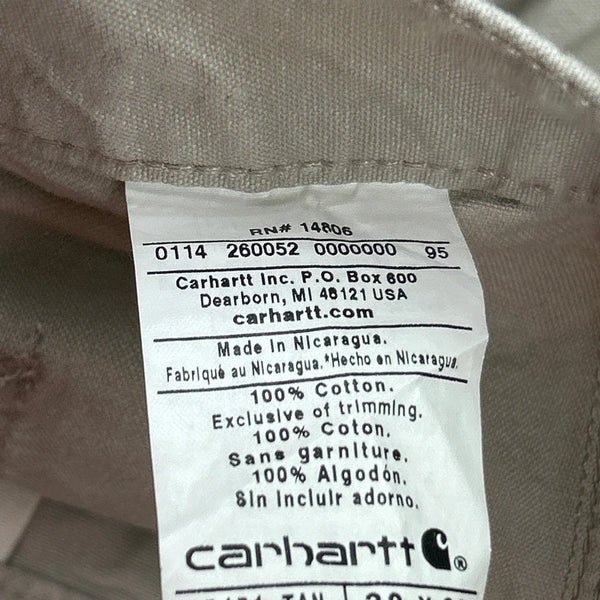 RN# 14806
0114 260052 0000000 95
Carhartt Inc. P.O. Box 600
Dearborn, MI 48121 USA
carhartt.com
Made in Nicaragua.
Fabriqué au Nicaragua.*Hecho en Nicaragua.
100% Cotton.
Exclusive of trimming.
100% Coton.
Sans garniture.
100% Algodón.
Sin incluir adorno.
carhartt ®
TAN